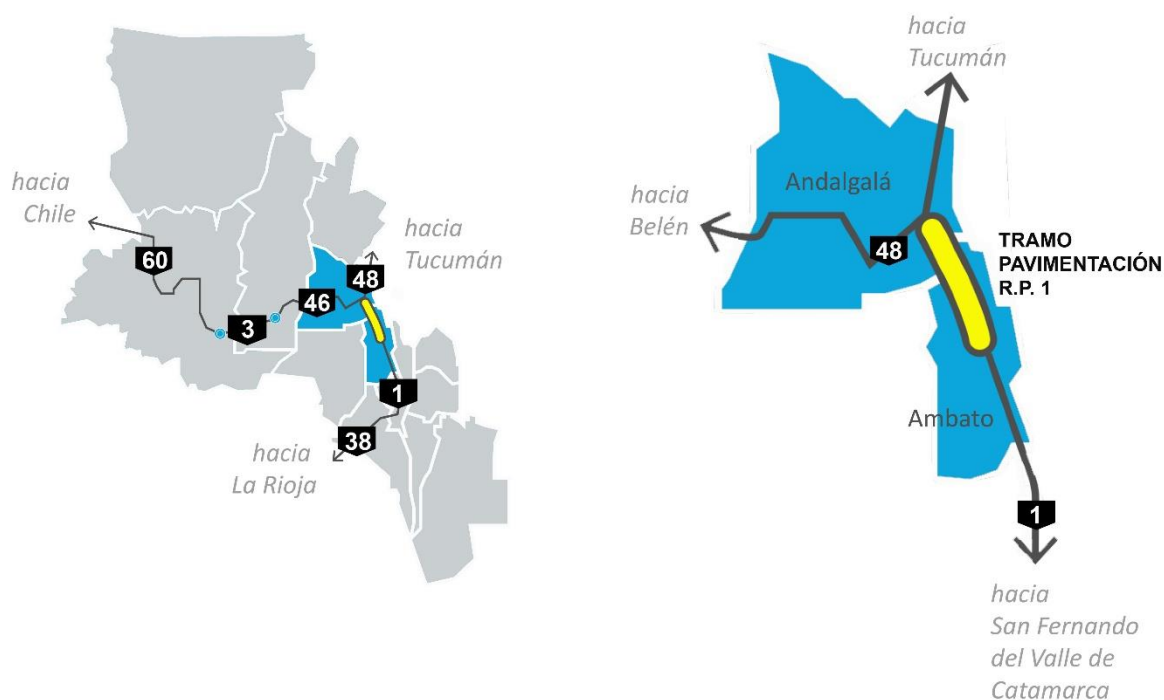 hacia
Chile
60
3
46
48
hacia
Tucumán
1
38
hacia
La Rioja
hacia
Tucumán
Andalgalá
hacia
Belén
48
TRAMO
PAVIMENTACIÓN
R.P. 1
Ambato
1
hacia
San Fernando
del Valle de
Catamarca